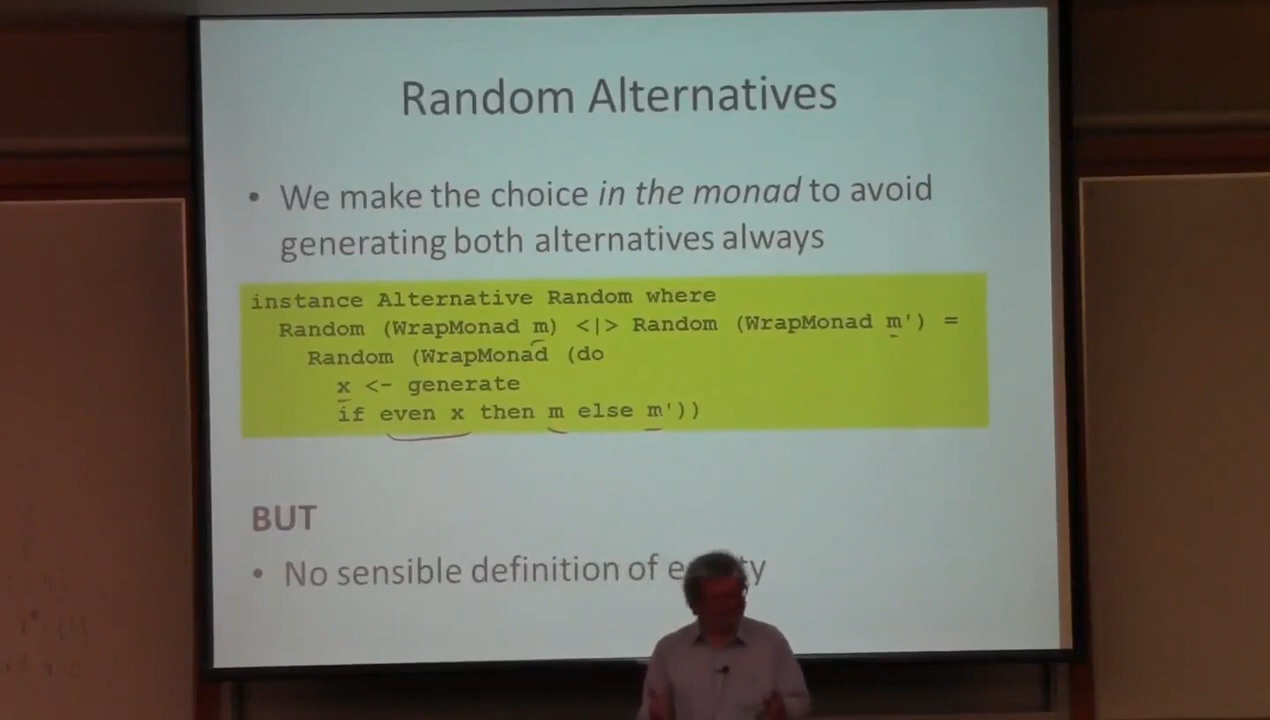 Random Alternatives
• We make the choice in the monad to avoid
generating both alternatives always
instance Alternative Random where
Random (WrapMonad m) <|> Random (WrapMonad m') =
Random (WrapMonad (do
x <- generate
if even x then m else m'))
BUT
• No sensible definition of